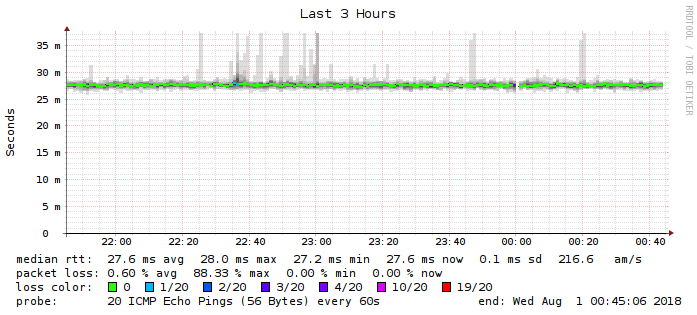 Last 3 Hours
RRDTOOL / TOBI OETIKER
Seconds
35 m
30 m
25 m
20 m
15 m
10 m
5 m
0
22:00 22:20 22:40 23:00 23:20 23:40 00:00 00:20 00:40
median rtt: 27.6 ms avg 28.0 ms max 27.2 ms min 27.6 ms now 0.1 ms sd 216.6 am/s
packet loss: 0.60 % avg 88.33 % max 0.00 % min 0.00 % now
loss color: 0 1/20 2/20 3/20 4/20 10/20 19/20
probe: 20 ICMP Echo Pings (56 Bytes) every 60s end: Wed Aug 1 00:45:06 2018